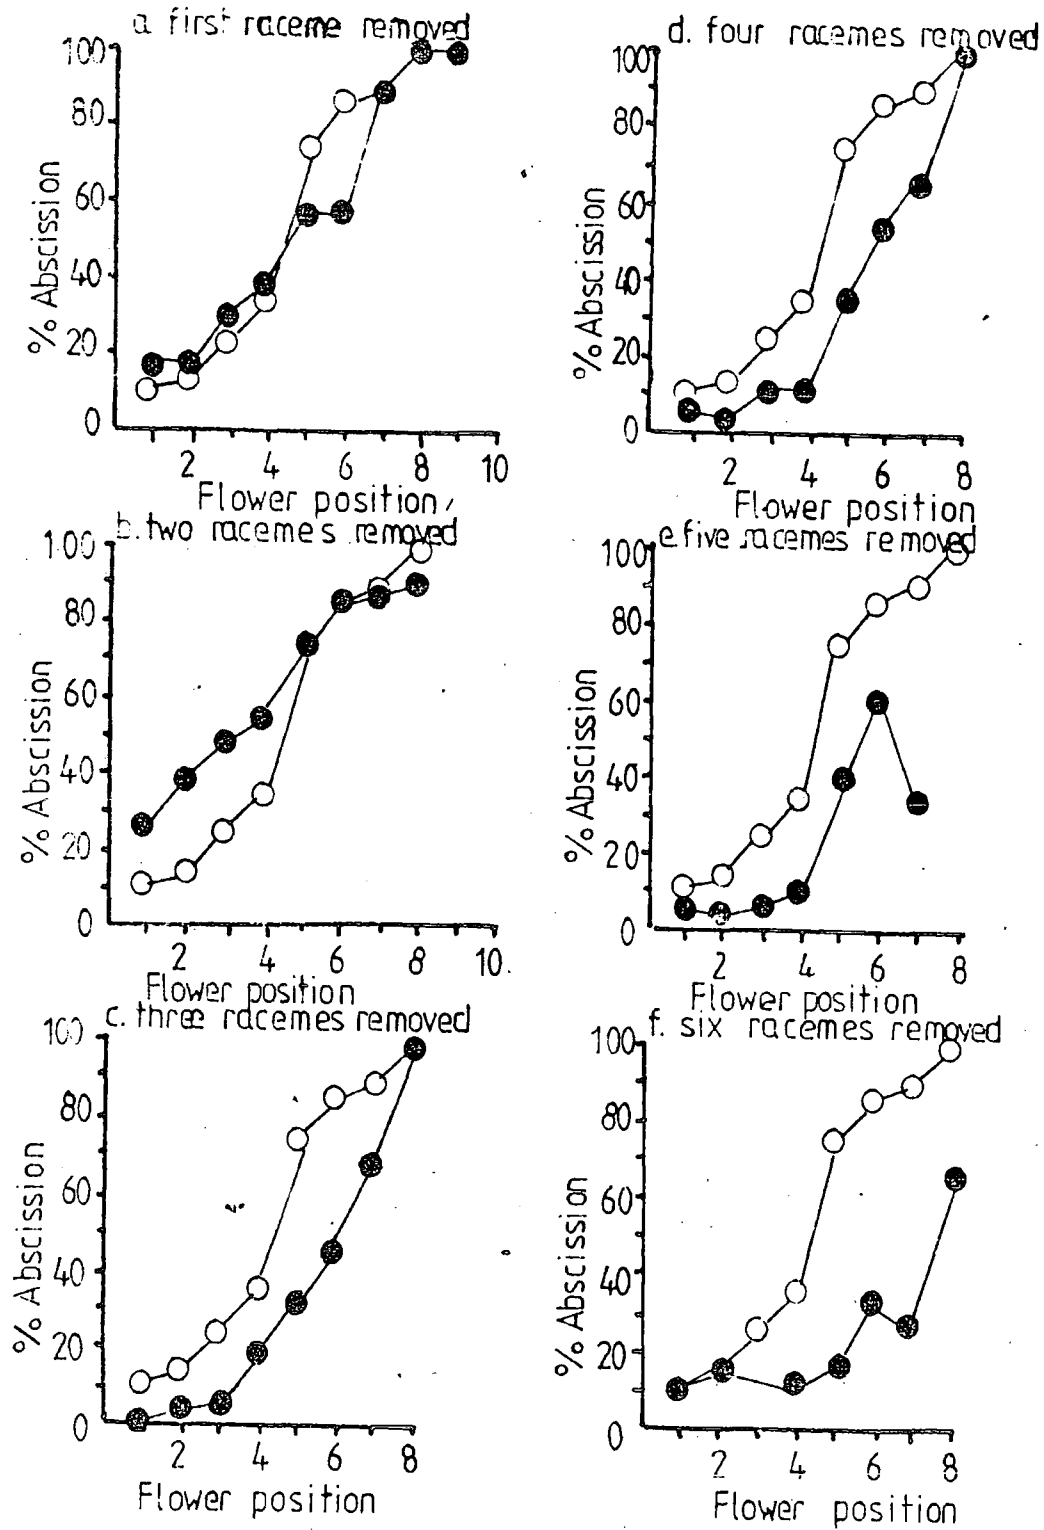 a first raceme removed
100
80
60
40
20
0
% Abscission
2 4 6 8 10
Flower position
b. two racemes removed
100
80
60
40
20
0
% Abscission
2 4 6 8 10
Flower position
c. three racemes removed
100
80
60
40
20
0
% Abscission
2 4 6 8
Flower position
d. four racemes removed
100
80
60
40
20
0
% Abscission
2 4 6 8
Flower position
e. five racemes removed
100
80
60
40
20
0
% Abscission
2 4 6 8
Flower position
f. six racemes removed
100
80
60
40
20
0
% Abscission
2 4 6 8
Flower position